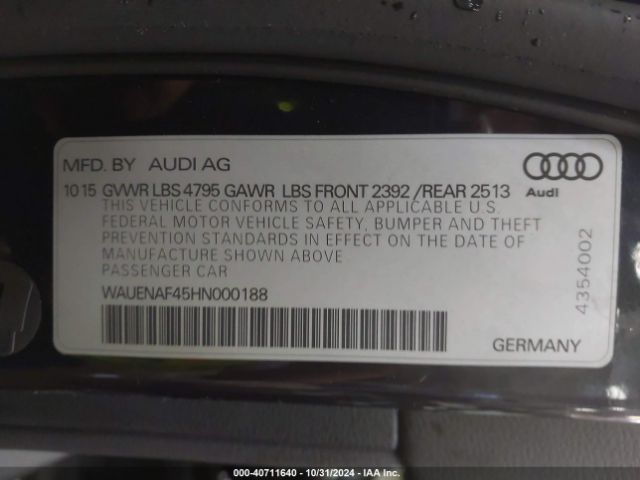 MFD. BY AUDI AG
10 15 GVWR LBS 4795 GAWR LBS FRONT 2392 /REAR 2513
THIS VEHICLE CONFORMS TO ALL APPLICABLE U.S.
FEDERAL MOTOR VEHICLE SAFETY, BUMPER AND THEFT
PREVENTION STANDARDS IN EFFECT ON THE DATE OF
MANUFACTURE SHOWN ABOVE
PASSENGER CAR
WAUENAF45HN000188
Audi
4354002
GERMANY
000-40711640 - 10/31/2024 - IAA Inc.